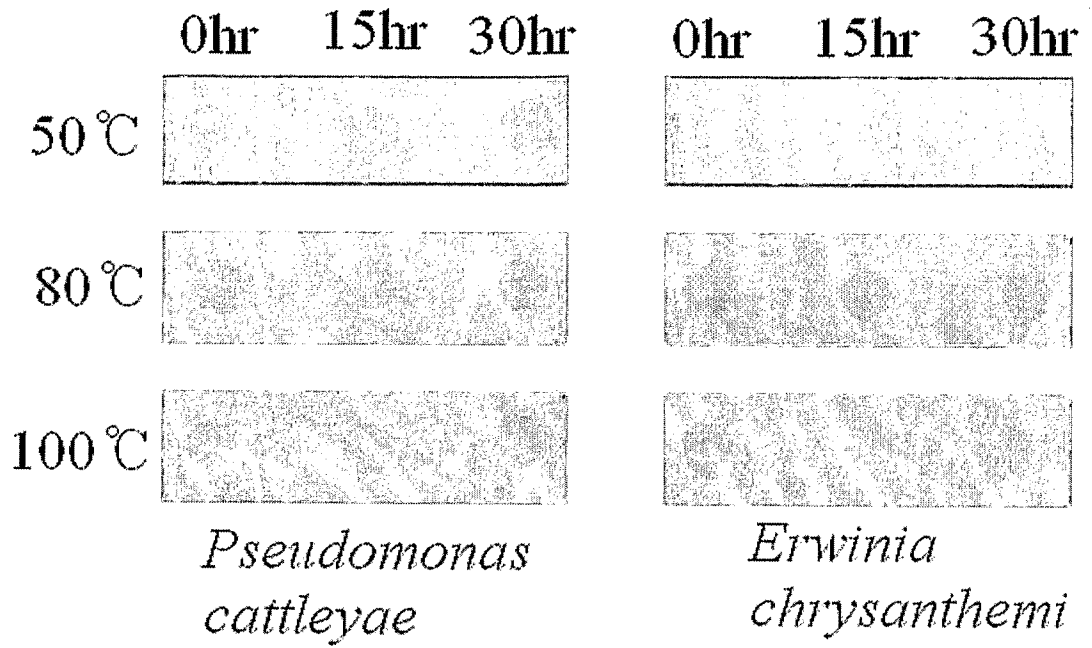 0hr 15hr 30hr 0hr 15hr 30hr
50℃
80℃
100℃
Pseudomonas
cattleyae
Erwinia
chrysanthemi